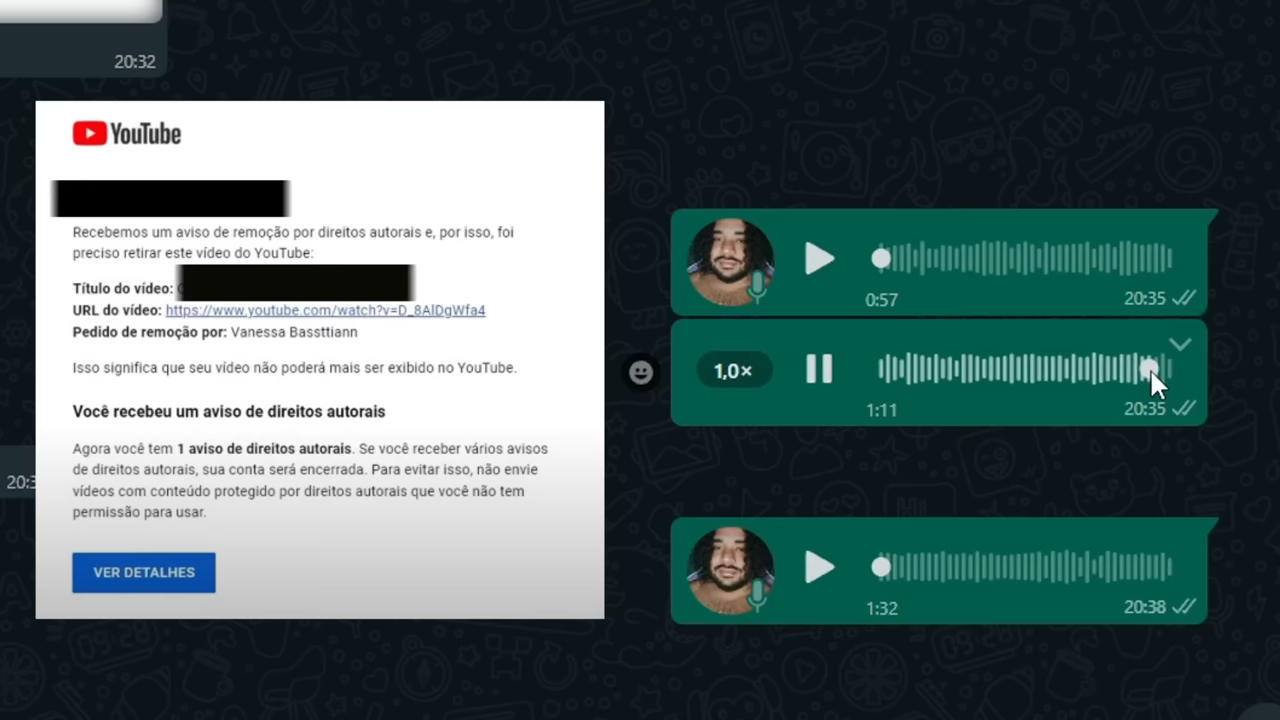 20:32
YouTube
Recebemos um aviso de remoção por direitos autorais e, por isso, foi
preciso retirar este vídeo do YouTube:
Título do vídeo:
URL do vídeo: https://www.youtube.com/watch?v=D_8AlDgWfa4
Pedido de remoção por: Vanessa Bassttiann
Isso significa que seu vídeo não poderá mais ser exibido no YouTube.
Você recebeu um aviso de direitos autorais
Agora você tem 1 aviso de direitos autorais. Se você receber vários avisos
de direitos autorais, sua conta será encerrada. Para evitar isso, não envie
vídeos com conteúdo protegido por direitos autorais que você não tem
permissão para usar.
VER DETALHES
0:57
20:35
1,0×
1:11
20:35
1:32
20:38